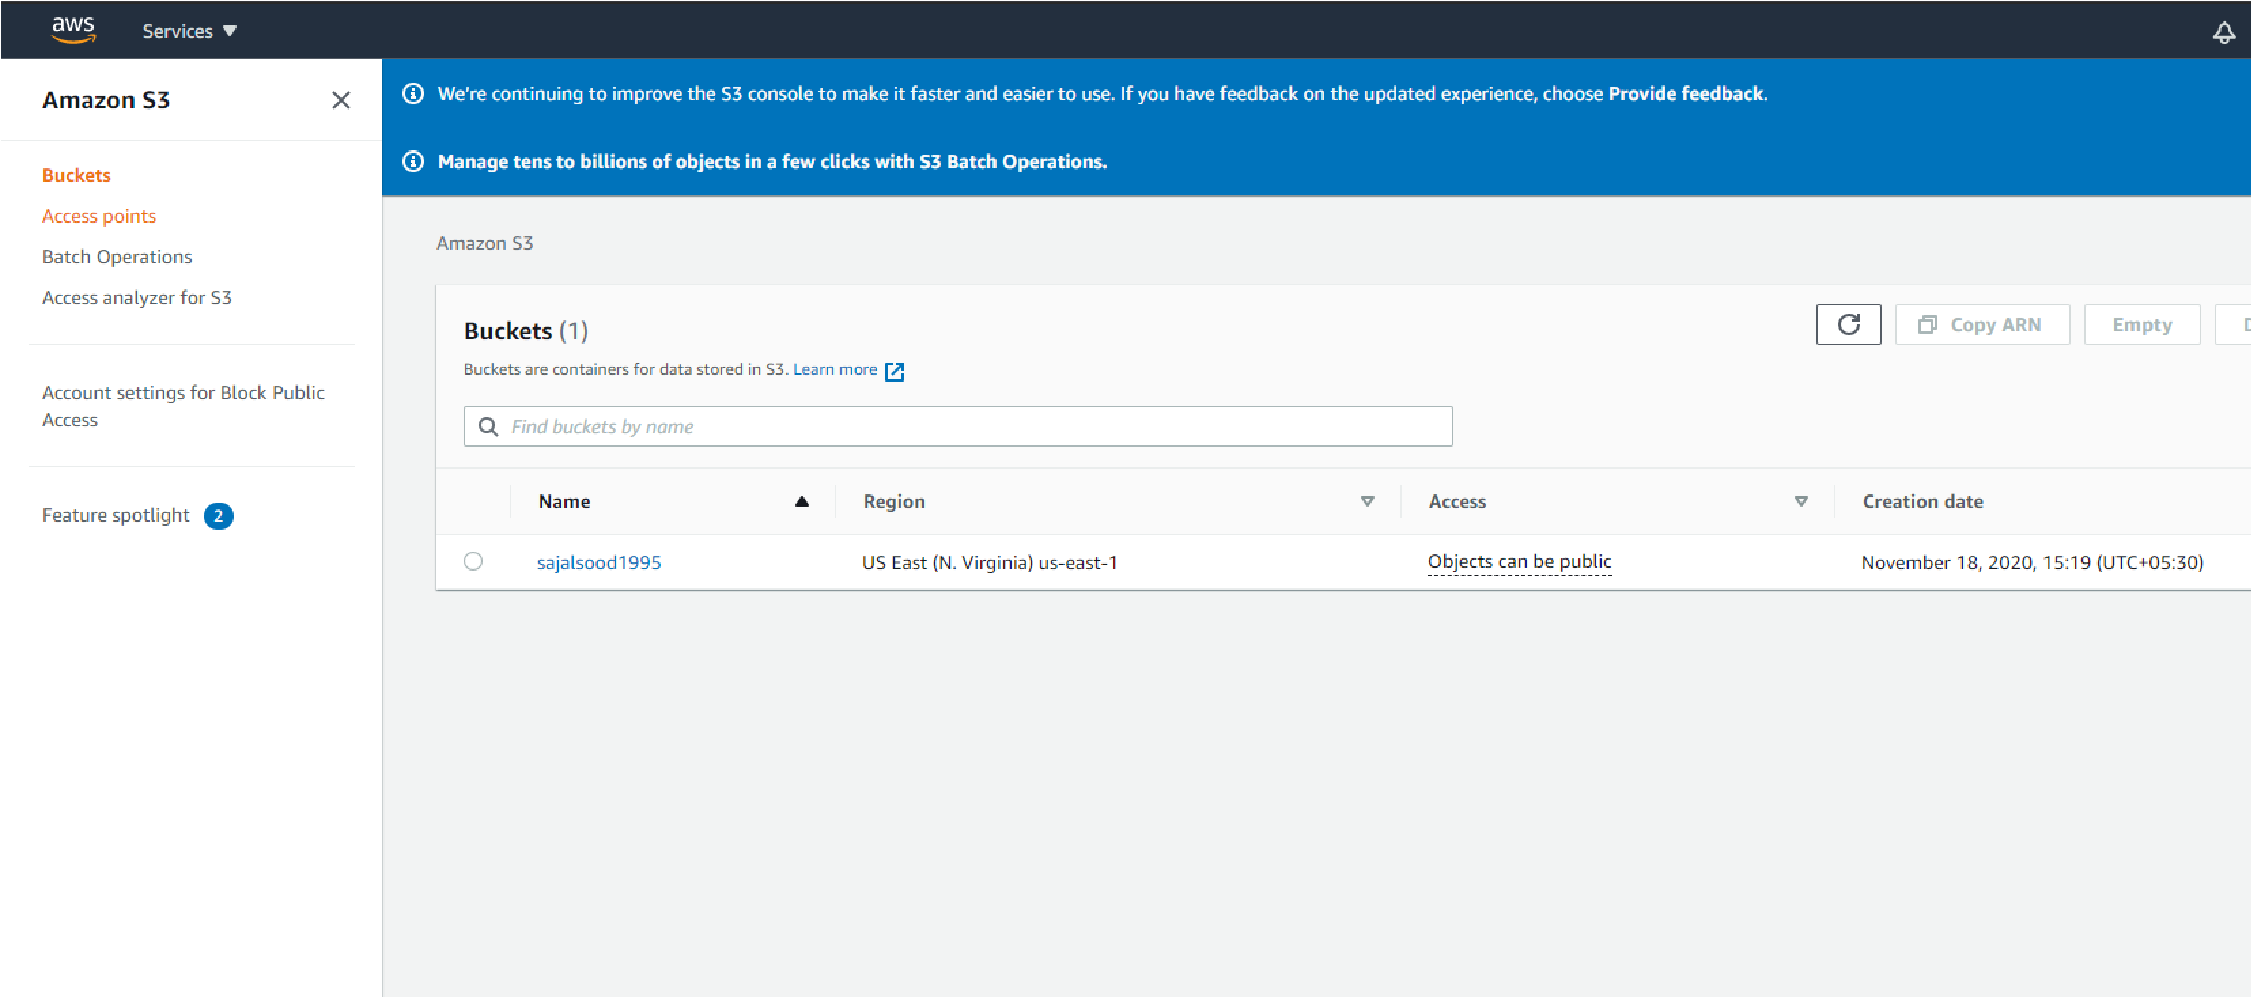 aws Services
Amazon S3
Buckets
Access points
Batch Operations
Access analyzer for S3
Account settings for Block Public
Access
Feature spotlight 2
We're continuing to improve the S3 console to make it faster and easier to use. If you have feedback on the updated experience, choose Provide feedback.
Manage tens to billions of objects in a few clicks with S3 Batch Operations.
Amazon S3
Buckets (1)
Copy ARN Empty
Buckets are containers for data stored in S3. Learn more
Find buckets by name
Name Region Access Creation date
sajalsood1995 US East (N. Virginia) us-east-1 Objects can be public November 18, 2020, 15:19 (UTC+05:30)